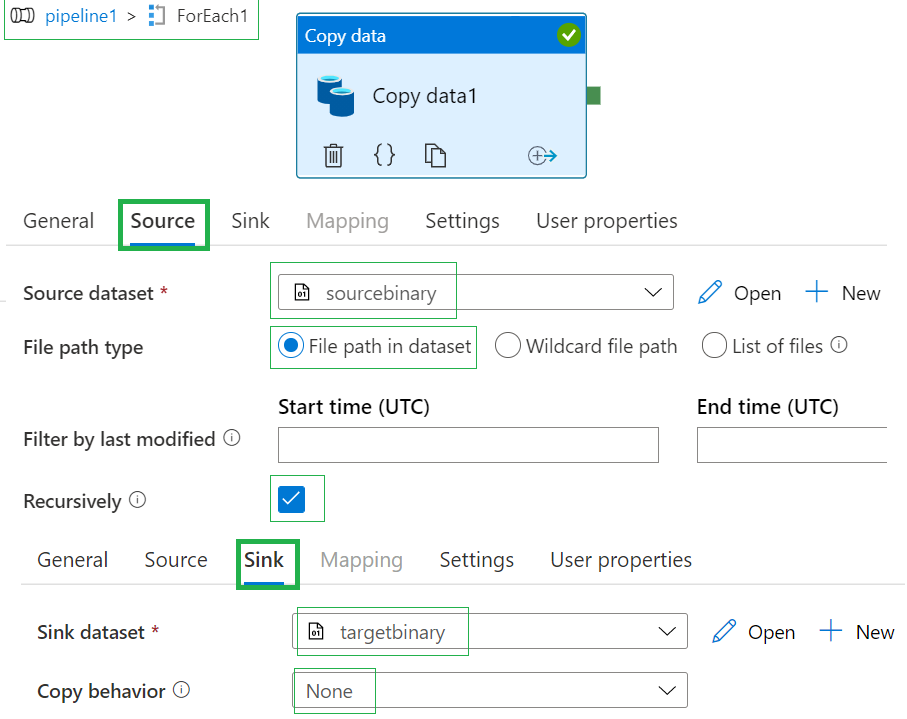 pipeline1 > ForEach1
Copy data
Copy data1
{}
General Source Sink Mapping Settings User properties
Source dataset * 01 sourcebinary Open New
File path type File path in dataset Wildcard file path List of files
Start time (UTC) End time (UTC)
Filter by last modified
Recursively
General Source Sink Mapping Settings User properties
Sink dataset * 01 targetbinary Open New
Copy behavior None